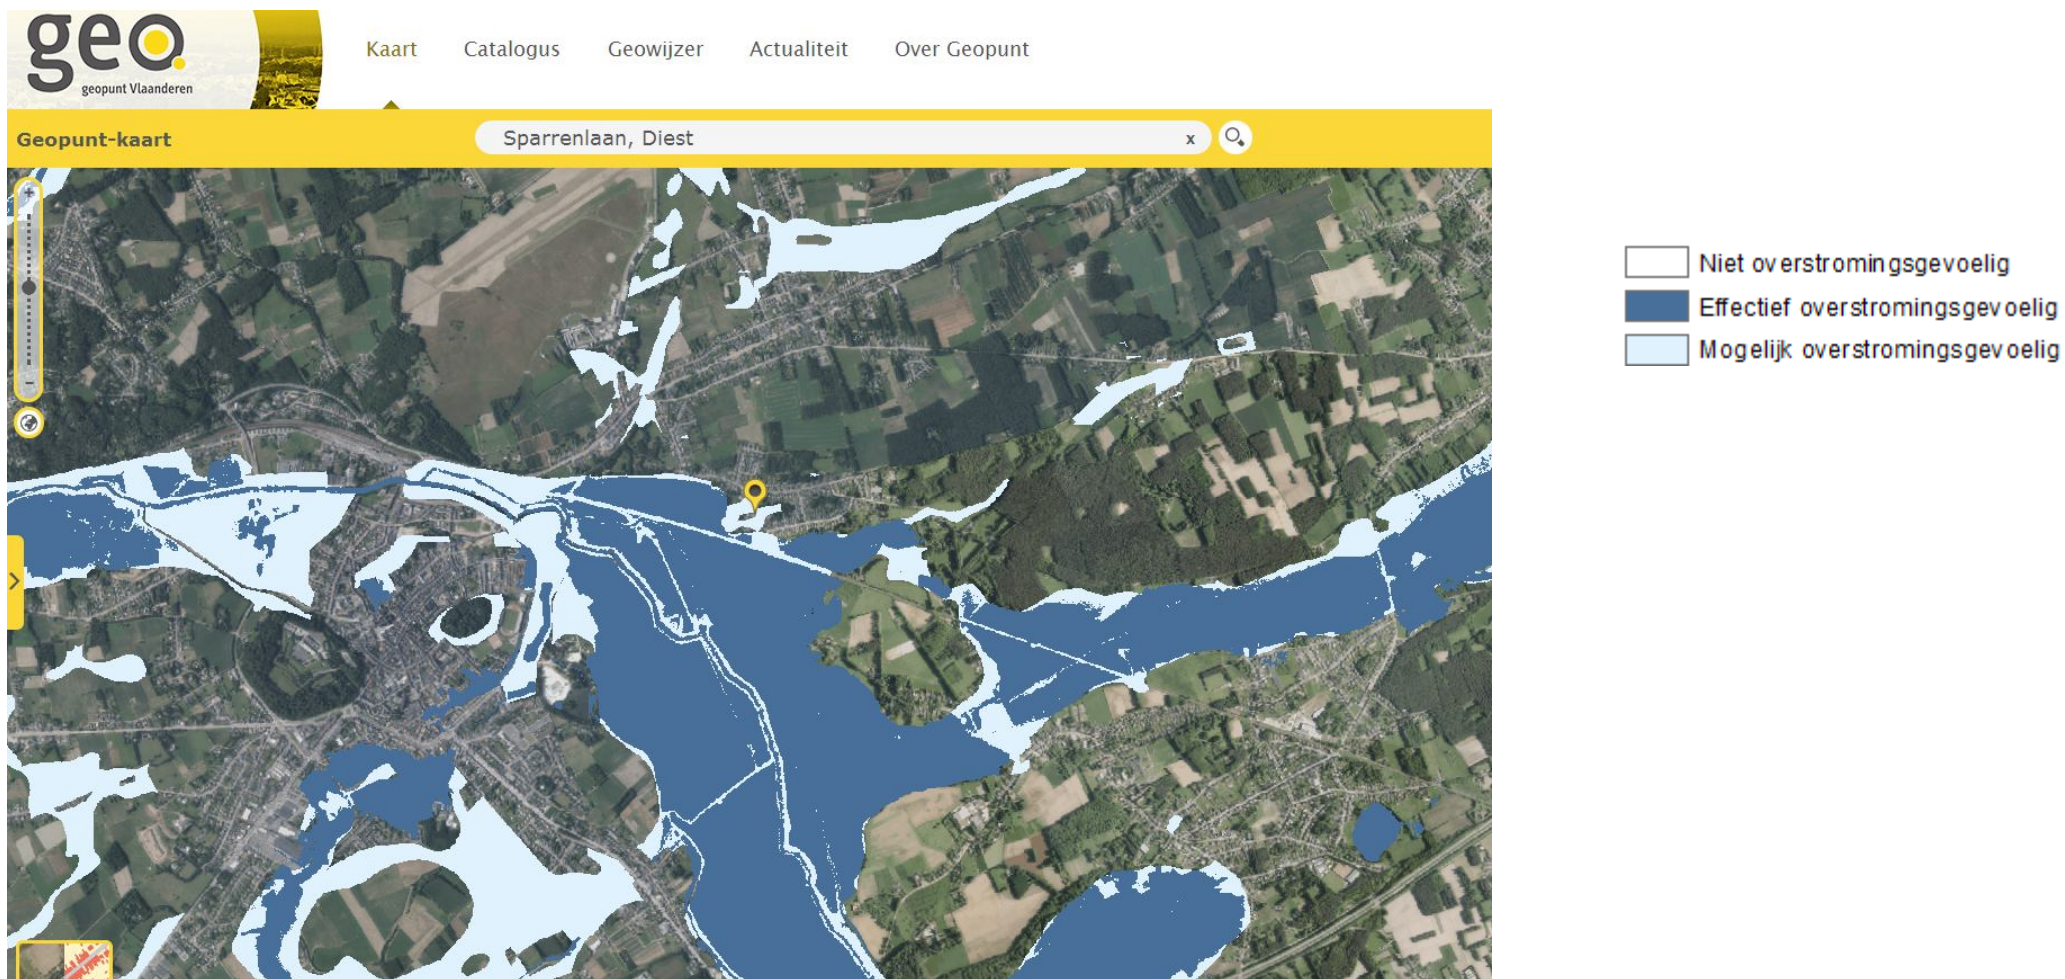 geo
geopunt Vlaanderen
Kaart
Catalogus
Geowijzer
Actualiteit
Over Geopunt
Geopunt-kaart
Sparrenlaan, Diest
x
Niet overstromingsgevoelig
Effectief overstromingsgevoelig
Mogelijk overstromingsgevoelig